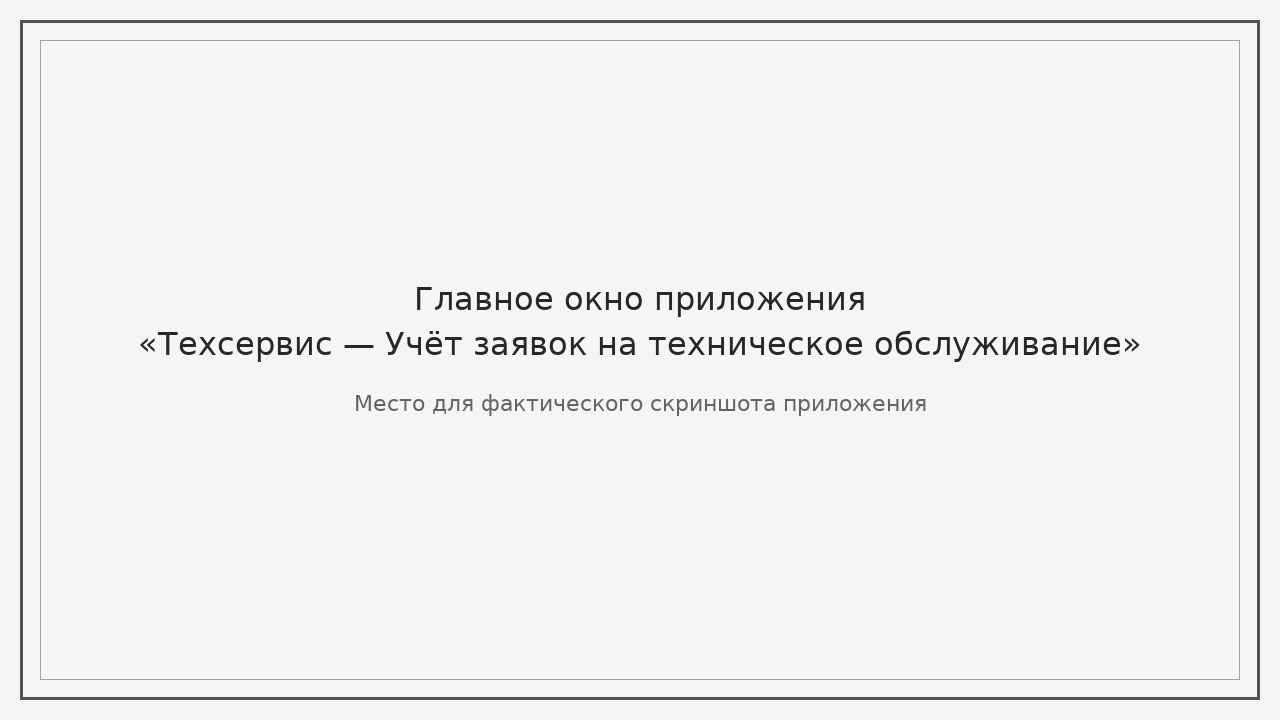 Главное окно приложения
«Техсервис — Учёт заявок на техническое обслуживание»
Место для фактического скриншота приложения